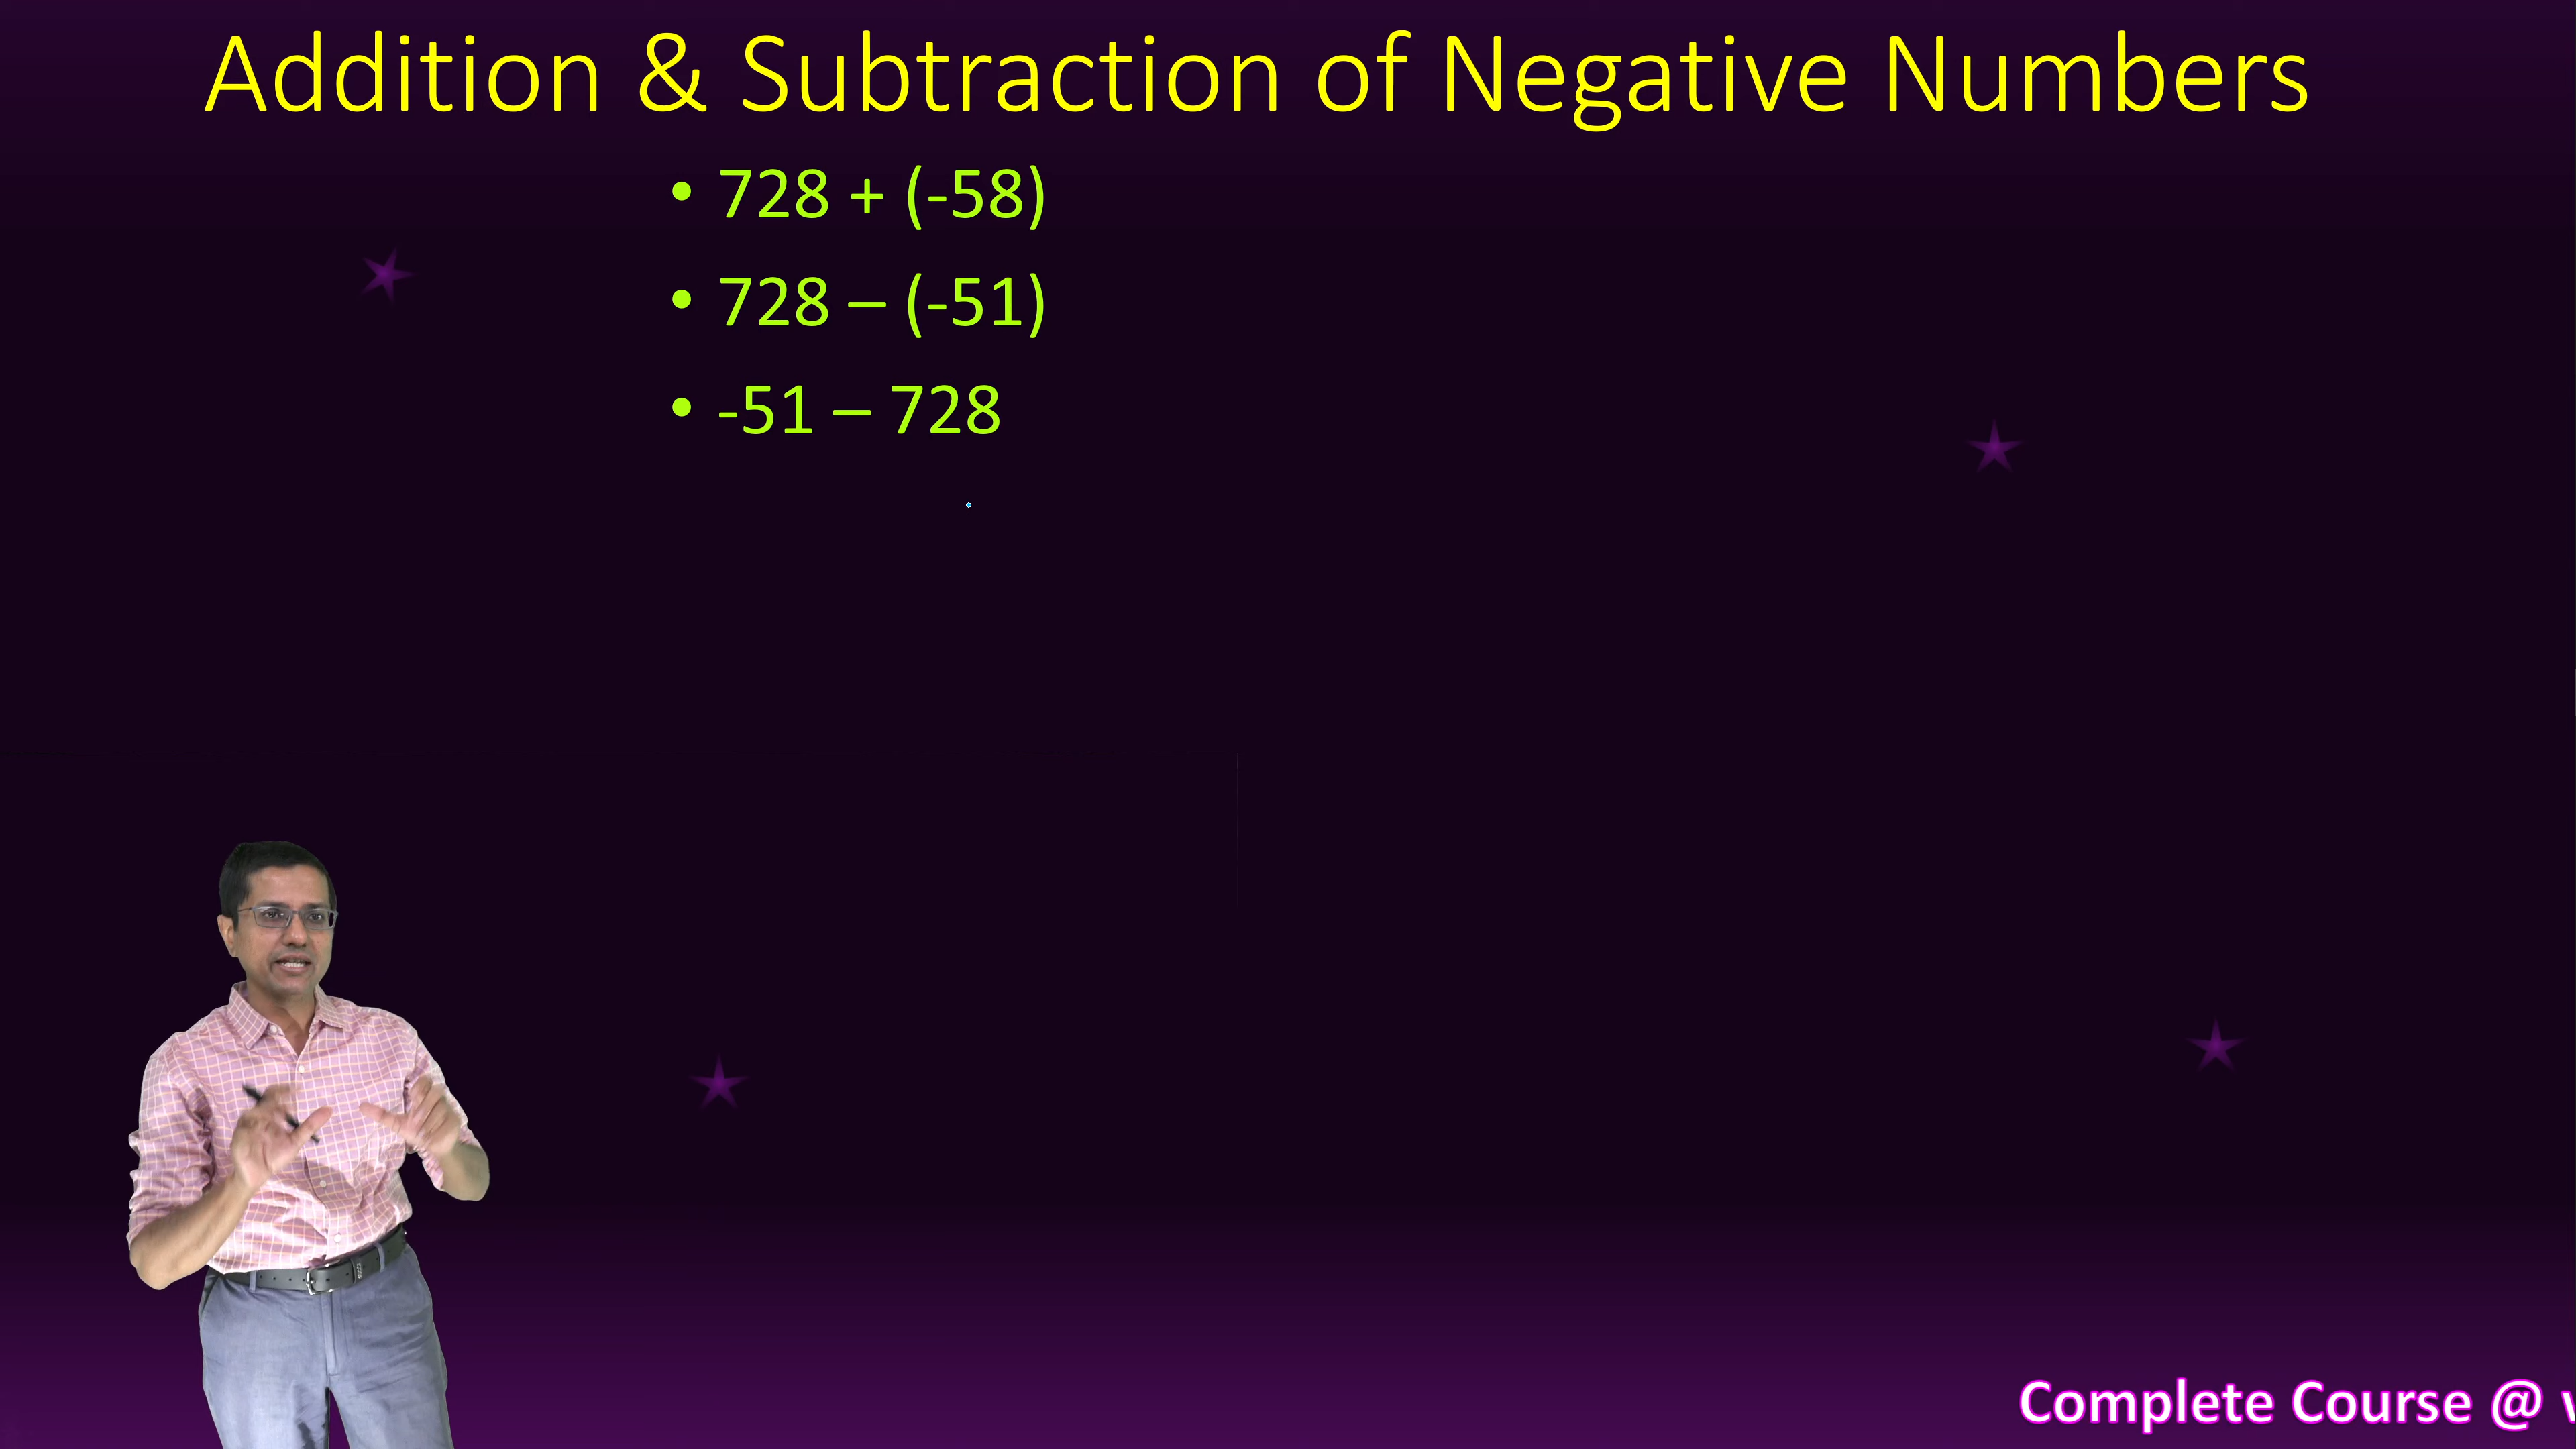 Addition & Subtraction of Negative Numbers
• 728 + (-58)
• 728 – (-51)
• -51 – 728
Complete Course @